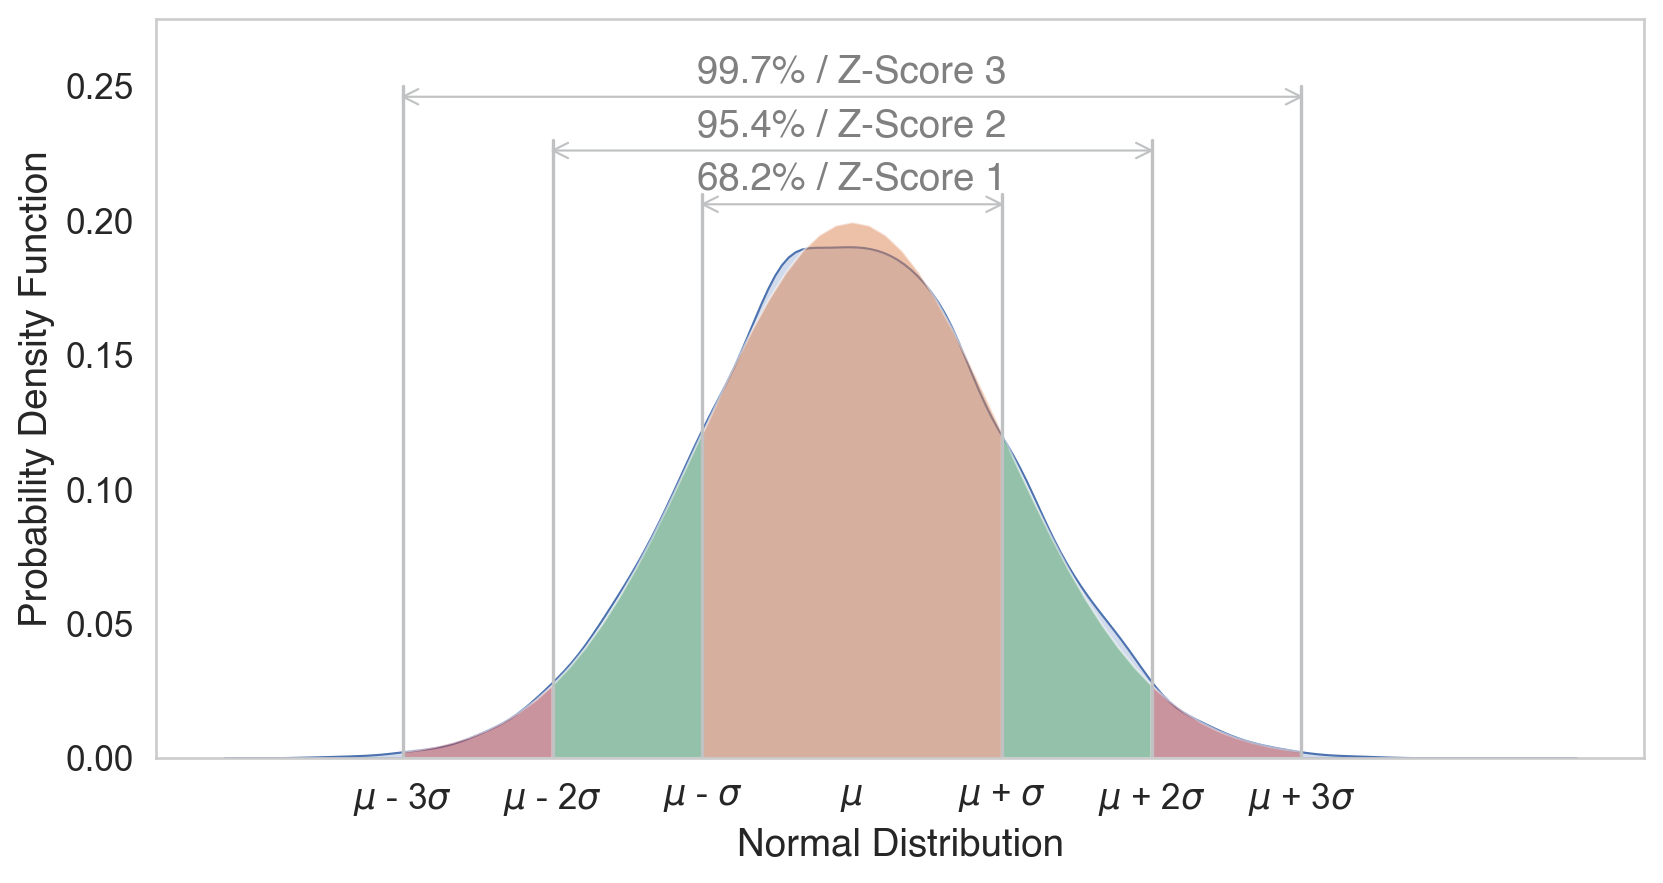 99.7% / Z-Score 3
95.4% / Z-Score 2
68.2% / Z-Score 1
Probability Density Function
0.25
0.20
0.15
0.10
0.05
0.00
μ - 3σ
μ - 2σ
μ - σ
μ
μ + σ
μ + 2σ
μ + 3σ
Normal Distribution